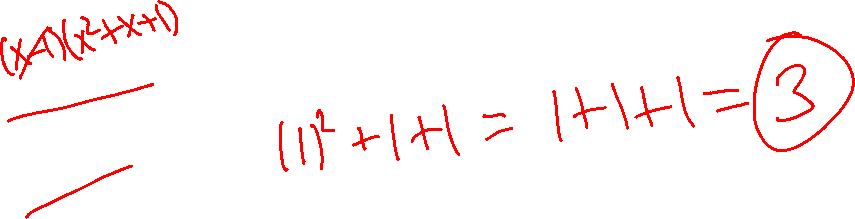 (x-1)(x²+x+1)
(1)²+1+1 = 1+1+1 = 3